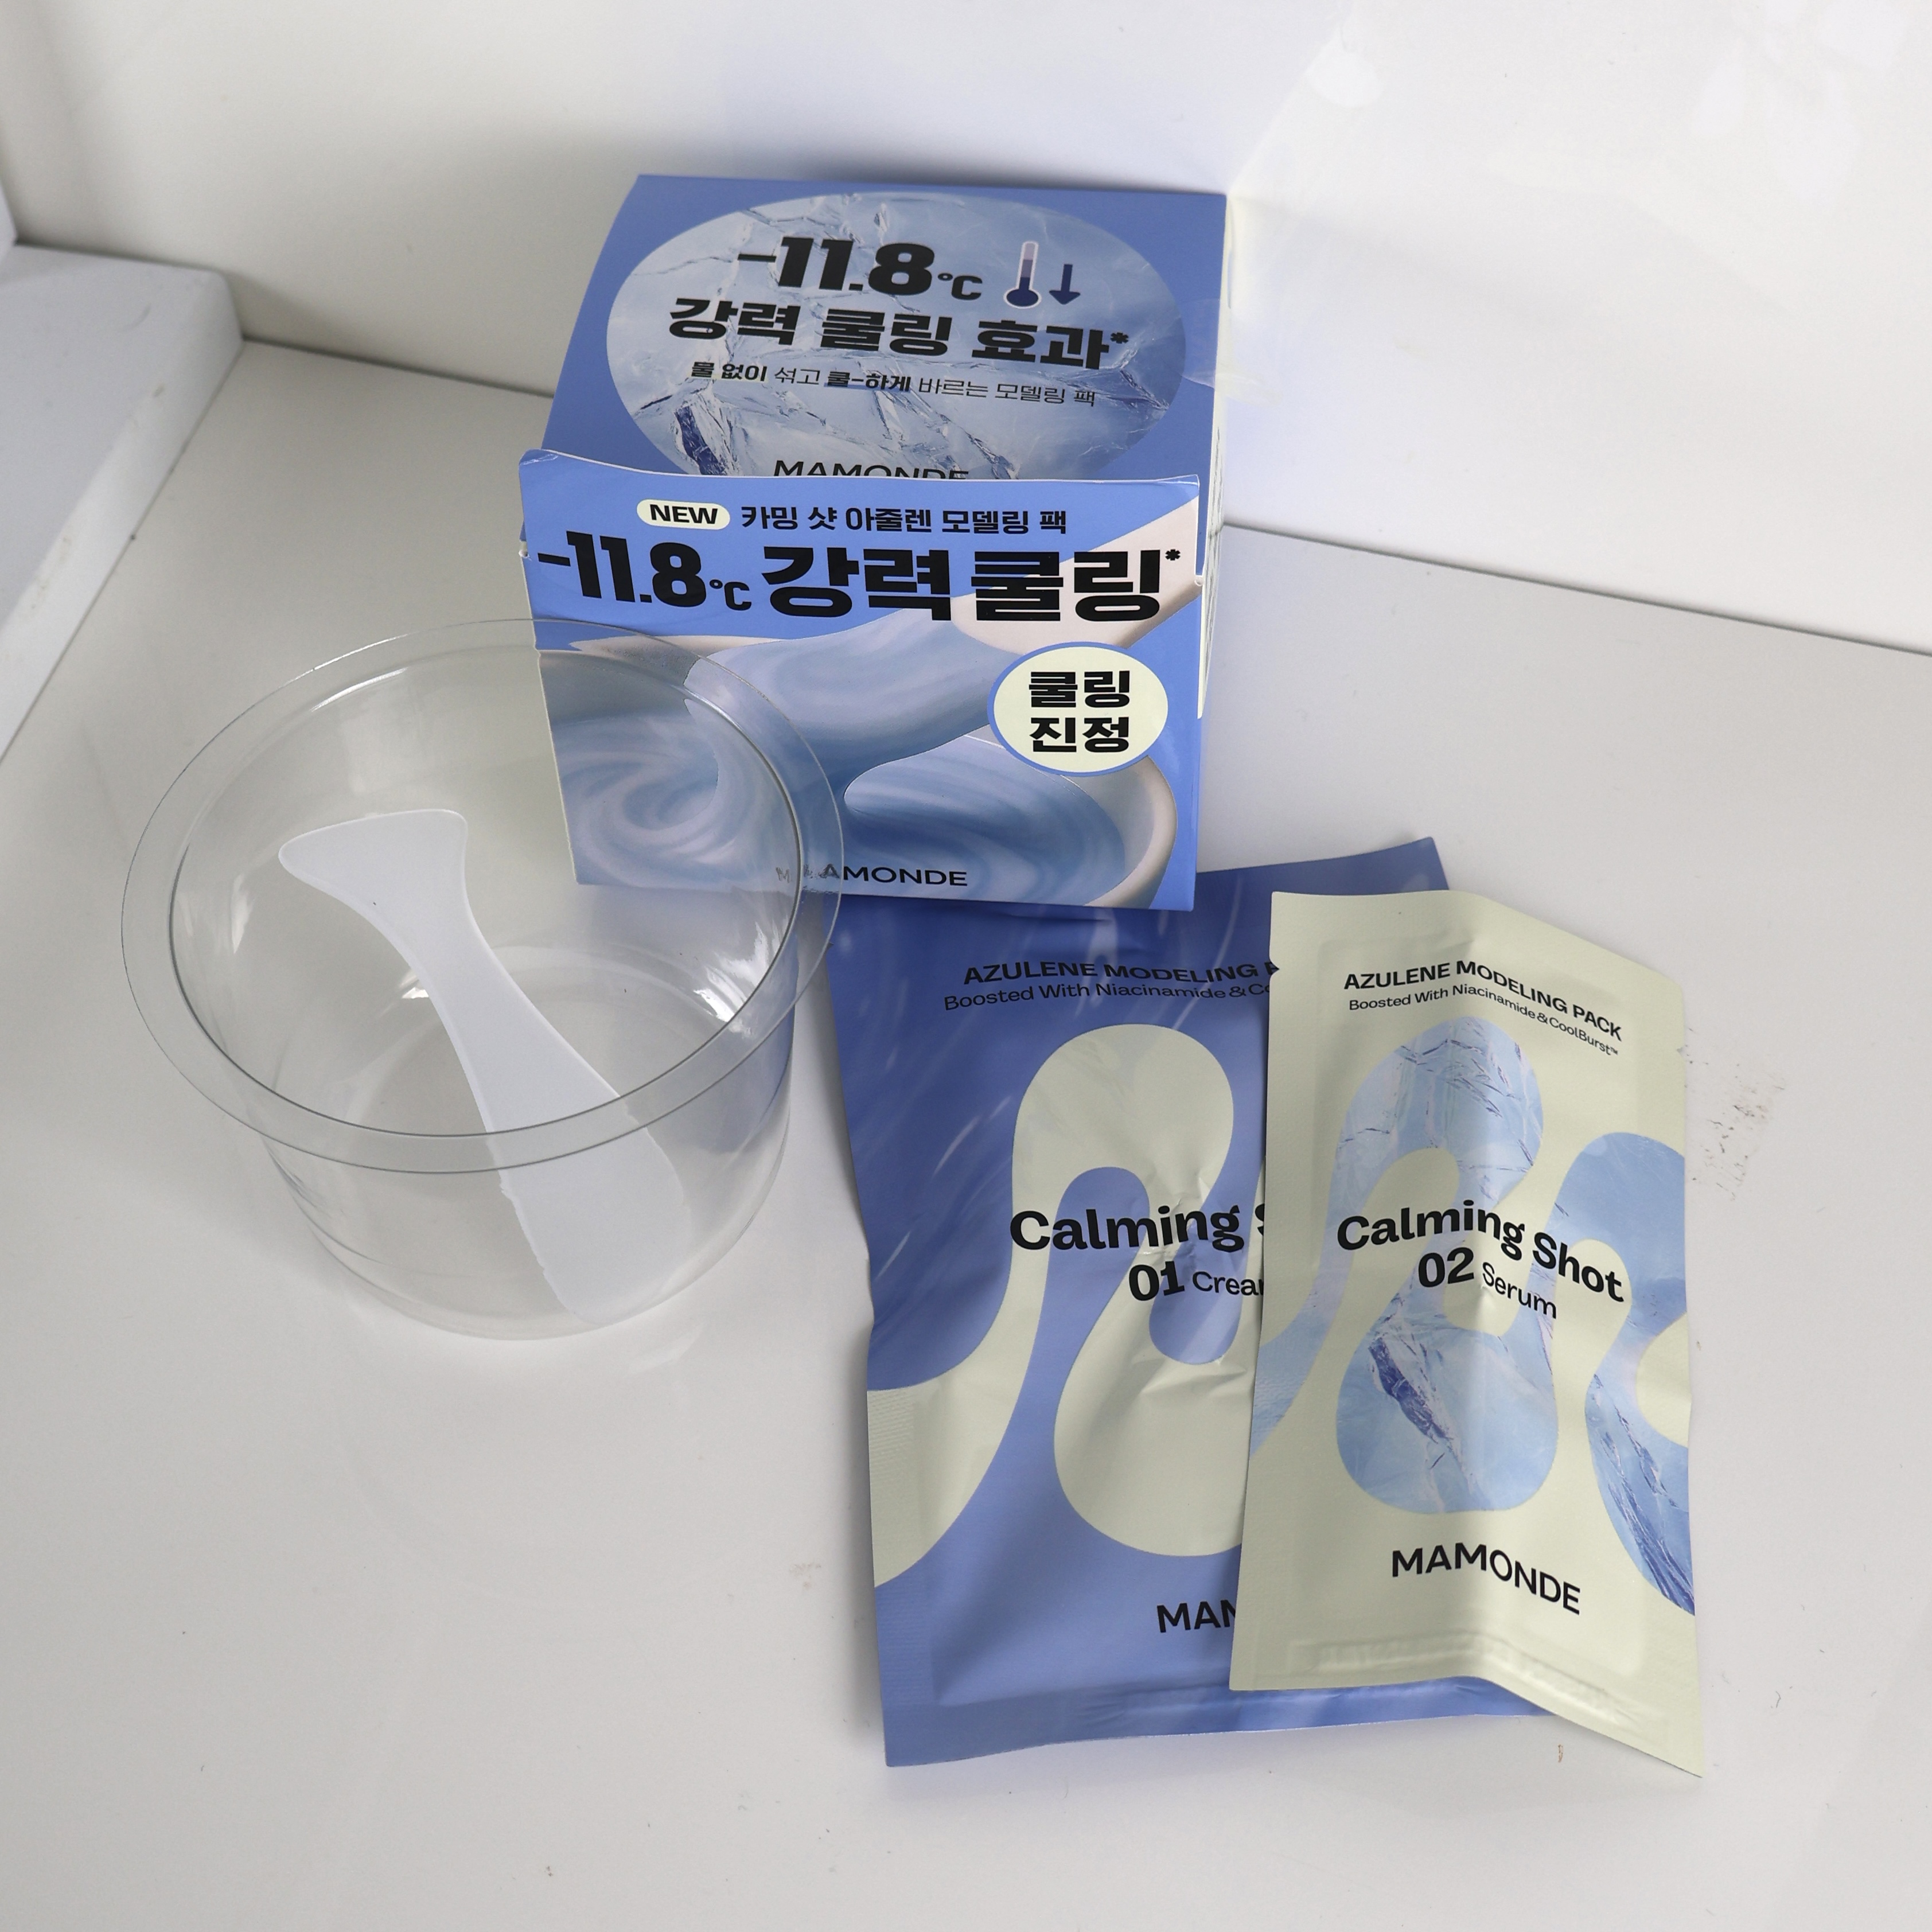 -11.8°C
강력 쿨링 효과*
물 없이 섞고 쿨-하게 바르는 모델링 팩
MAMONDE
NEW 카밍 샷 아줄렌 모델링 팩
-11.8°C 강력 쿨링*
쿨링
진정
MAMONDE
AZULENE MODELING P
Boosted With Niacinamide & Co
Calming S
01 Crea
MAM
AZULENE MODELING PACK
Boosted With Niacinamide & CoolBurst™
Calming Shot
02 Serum
MAMONDE